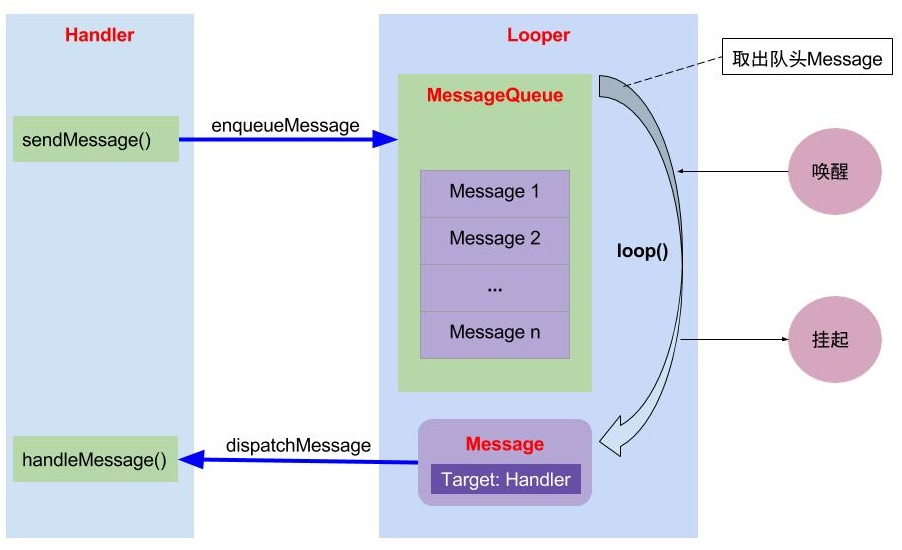 Handler
Looper
取出队头Message
MessageQueue
sendMessage()
enqueueMessage
唤醒
Message 1
Message 2
...
Message n
loop()
挂起
handleMessage()
dispatchMessage
Message
Target: Handler